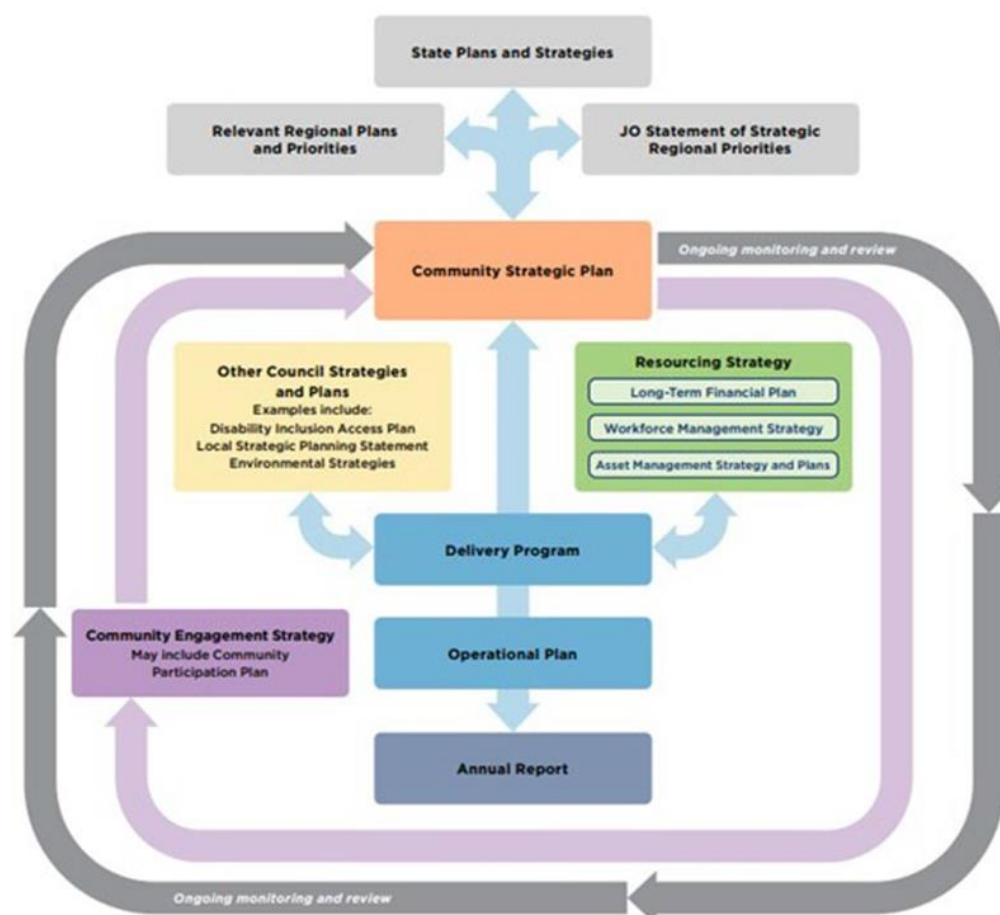 State Plans and Strategies
Relevant Regional Plans
and Priorities
JO Statement of Strategic
Regional Priorities
Community Strategic Plan
Ongoing monitoring and review
Other Council Strategies
and Plans
Examples include:
Disability Inclusion Access Plan
Local Strategic Planning Statement
Environmental Strategies
Resourcing Strategy
Long-Term Financial Plan
Workforce Management Strategy
Asset Management Strategy and Plans
Delivery Program
Community Engagement Strategy
May include Community
Participation Plan
Operational Plan
Annual Report
Ongoing monitoring and review